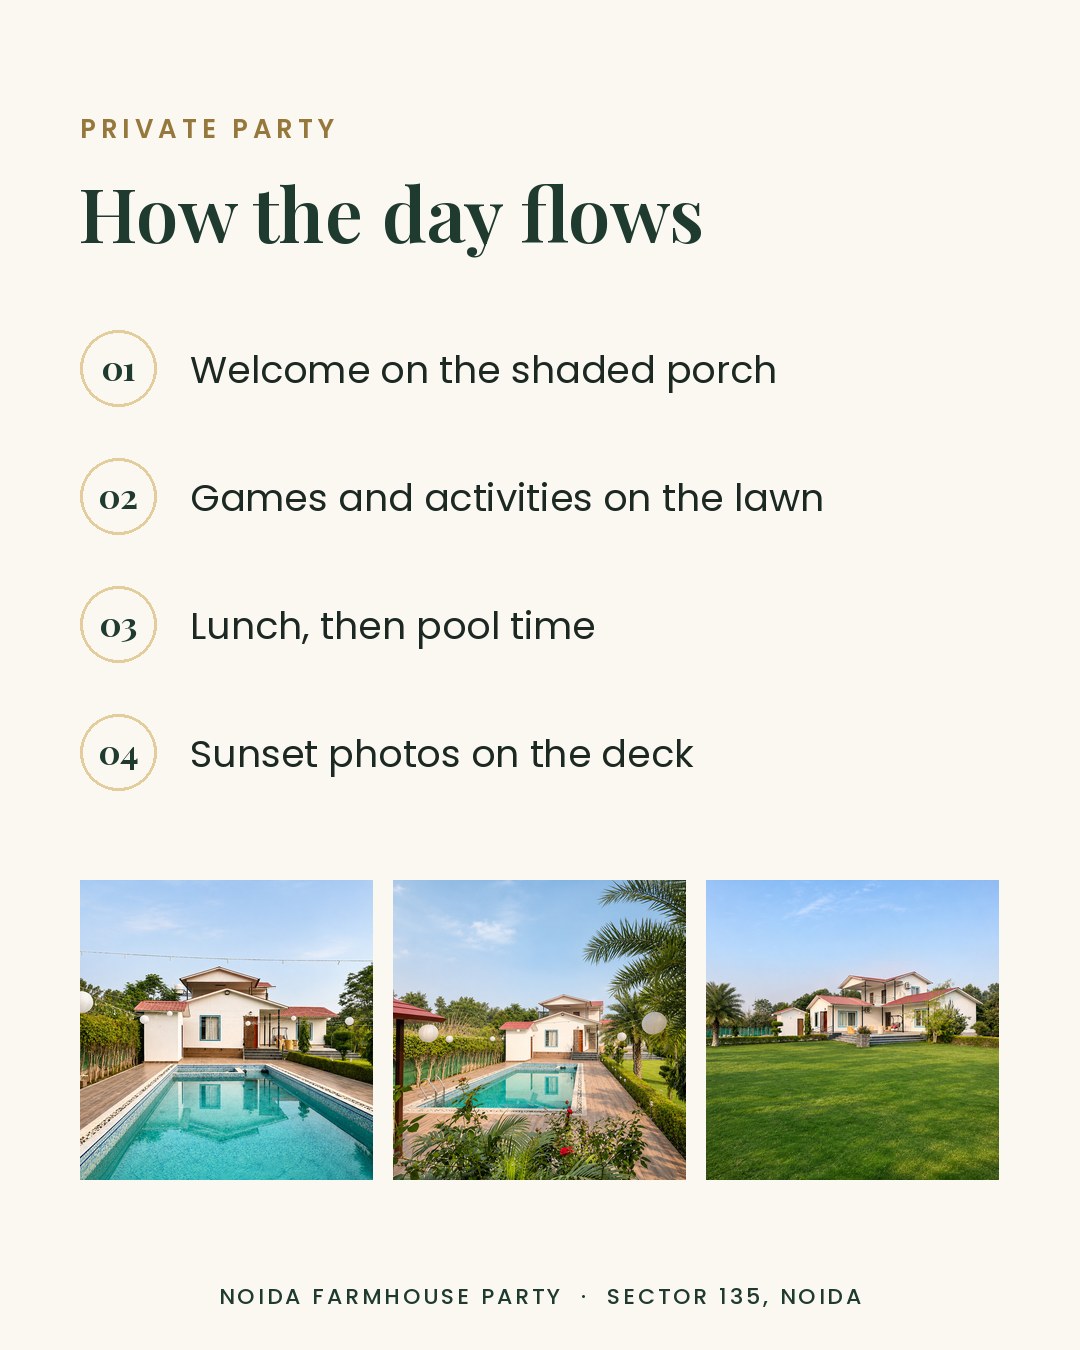 PRIVATE PARTY
How the day flows
01 Welcome on the shaded porch
02 Games and activities on the lawn
03 Lunch, then pool time
04 Sunset photos on the deck
NOIDA FARMHOUSE PARTY · SECTOR 135, NOIDA